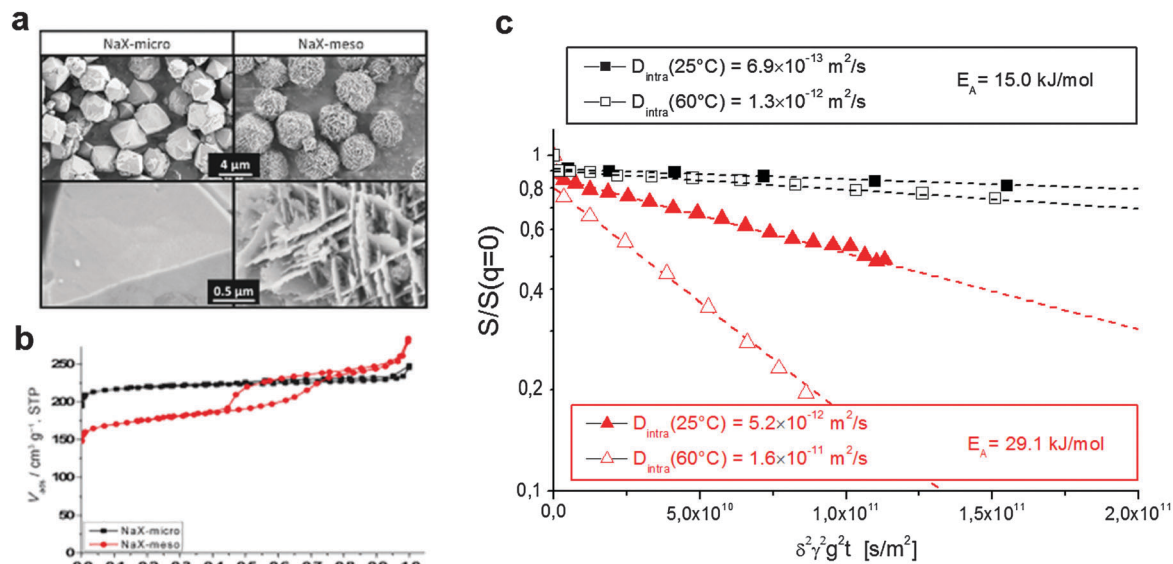 a
NaX-micro NaX-meso
4 μm
0.5 μm
b
V_ads / cm³ g⁻¹, STP
250
200
150
100
50
0
NaX-micro
NaX-meso
c
D_intra(25°C) = 6.9×10⁻¹³ m²/s
D_intra(60°C) = 1.3×10⁻¹² m²/s
E_A = 15.0 kJ/mol
S/S(q=0)
1
0,8
0,6
0,4
0,2
0,1
D_intra(25°C) = 5.2×10⁻¹² m²/s
D_intra(60°C) = 1.6×10⁻¹¹ m²/s
E_A = 29.1 kJ/mol
0,0 5,0x10¹⁰ 1,0x10¹¹ 1,5x10¹¹ 2,0x10¹¹
δ²γ²g²t [s/m²]